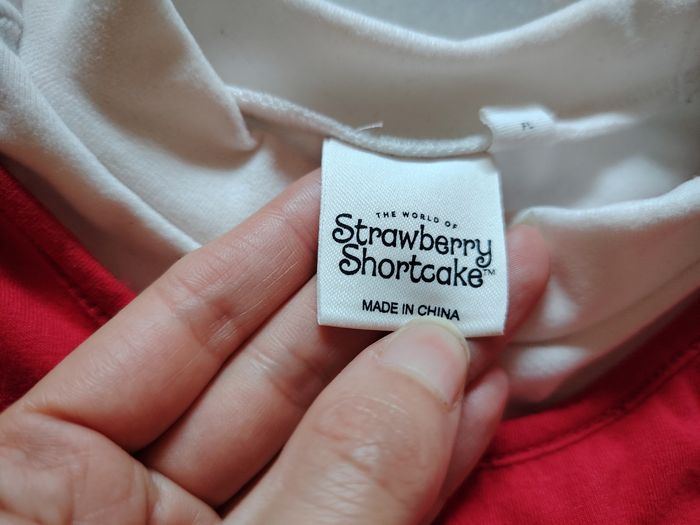 THE WORLD OF
Strawberry
Shortcake™
MADE IN CHINA